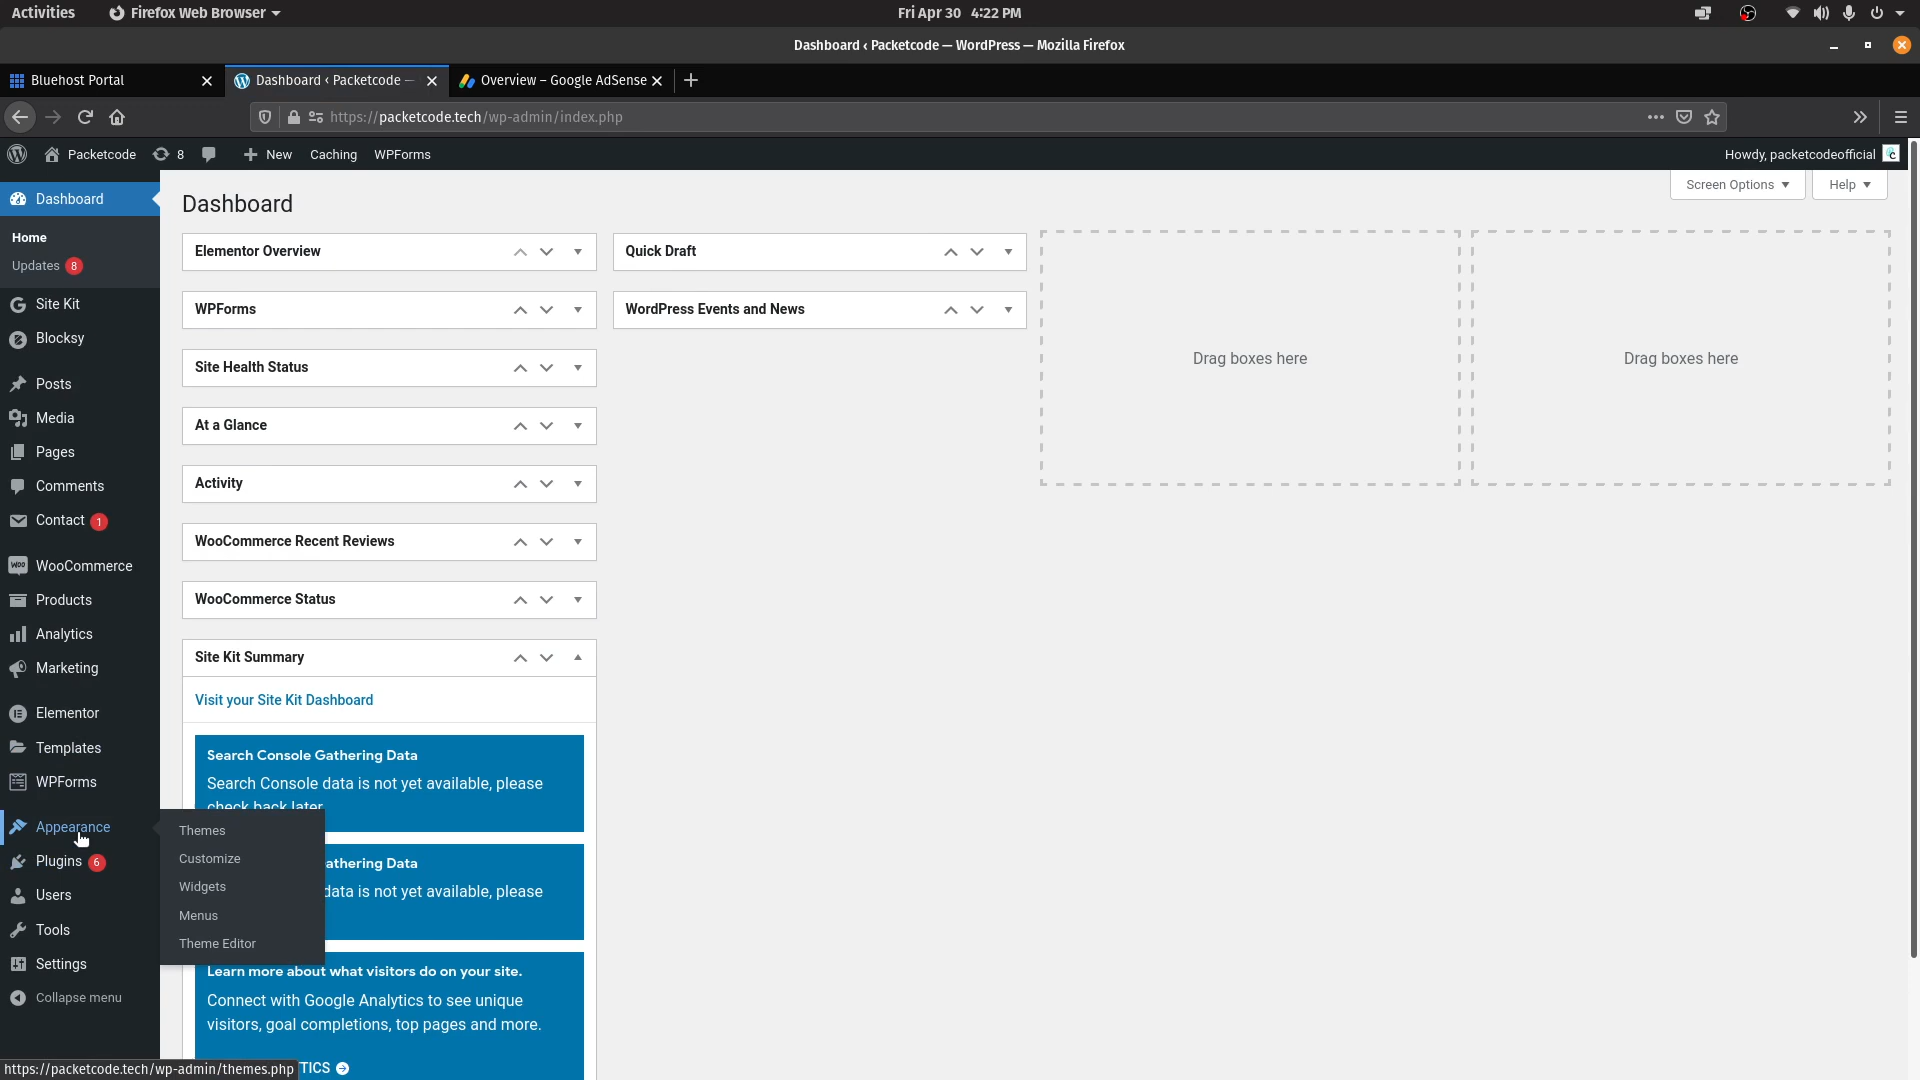 Activities
Firefox Web Browser
Fri Apr 30 4:22 PM
Dashboard ‹ Packetcode — WordPress — Mozilla Firefox
Bluehost Portal
Dashboard ‹ Packetcode —
Overview – Google AdSense
https://packetcode.tech/wp-admin/index.php
Packetcode
8
New
Caching
WPForms
Howdy, packetcodeofficial
Dashboard
Home
Updates 8
Site Kit
Blocksy
Posts
Media
Pages
Comments
Contact 1
WooCommerce
Products
Analytics
Marketing
Elementor
Templates
WPForms
Appearance
Plugins 6
Users
Tools
Settings
Collapse menu
Themes
Customize
Widgets
Menus
Theme Editor
Dashboard
Screen Options
Help
Elementor Overview
WPForms
Site Health Status
At a Glance
Activity
WooCommerce Recent Reviews
WooCommerce Status
Site Kit Summary
Visit your Site Kit Dashboard
Search Console Gathering Data
Search Console data is not yet available, please
check back later
athering Data
data is not yet available, please
Learn more about what visitors do on your site.
Connect with Google Analytics to see unique
visitors, goal completions, top pages and more.
TICS
Quick Draft
WordPress Events and News
Drag boxes here
Drag boxes here
https://packetcode.tech/wp-admin/themes.php